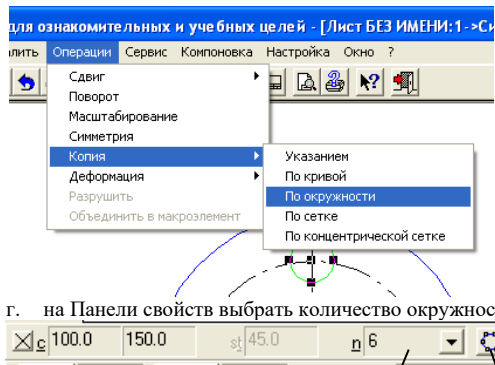 для ознакомительных и учебных целей - [Лист БЕЗ ИМЕНИ:1->Си
лить Операции Сервис Компоновка Настройка Окно ?
Сдвиг
Поворот
Масштабирование
Симметрия
Копия
Деформация
Разрушить
Объединить в макроэлемент
Указанием
По кривой
По окружности
По сетке
По концентрической сетке
г. на Панели свойств выбрать количество окружнос
c 100.0 150.0 st 45.0 n 6